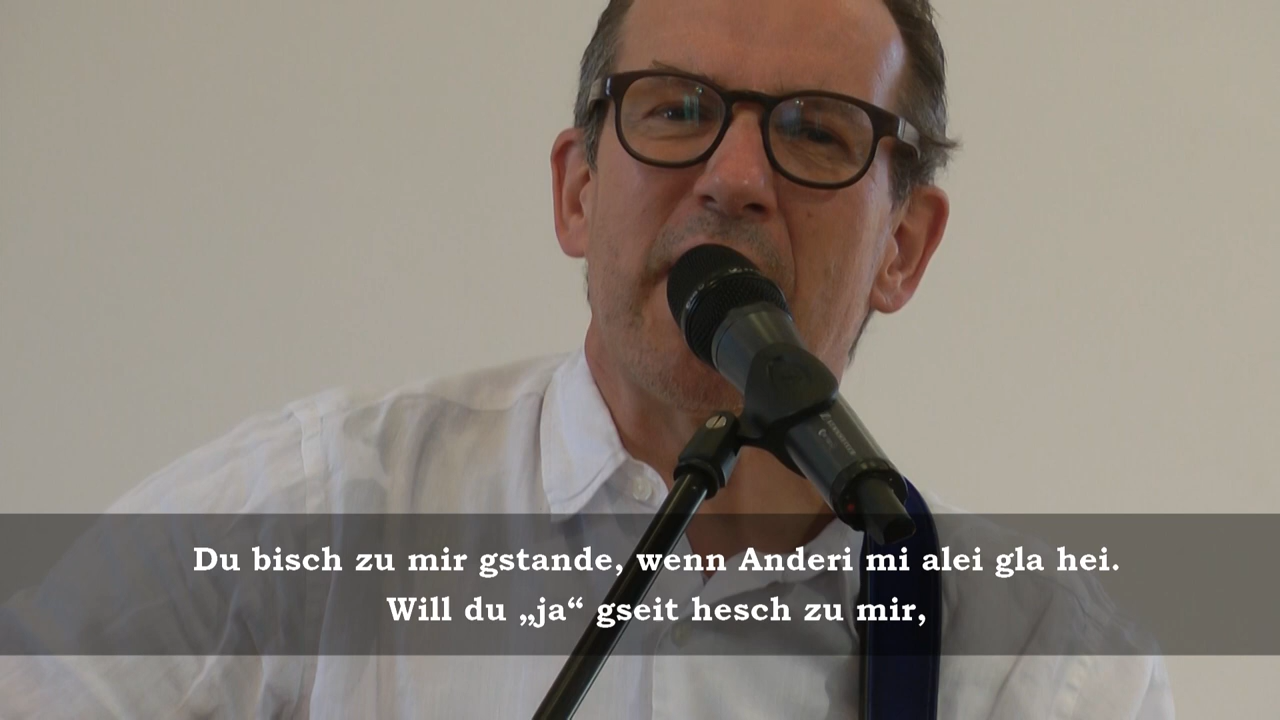 Du bisch zu mir gstande, wenn Anderi mi alei gla hei.
Will du „ja“ gseit hesch zu mir,